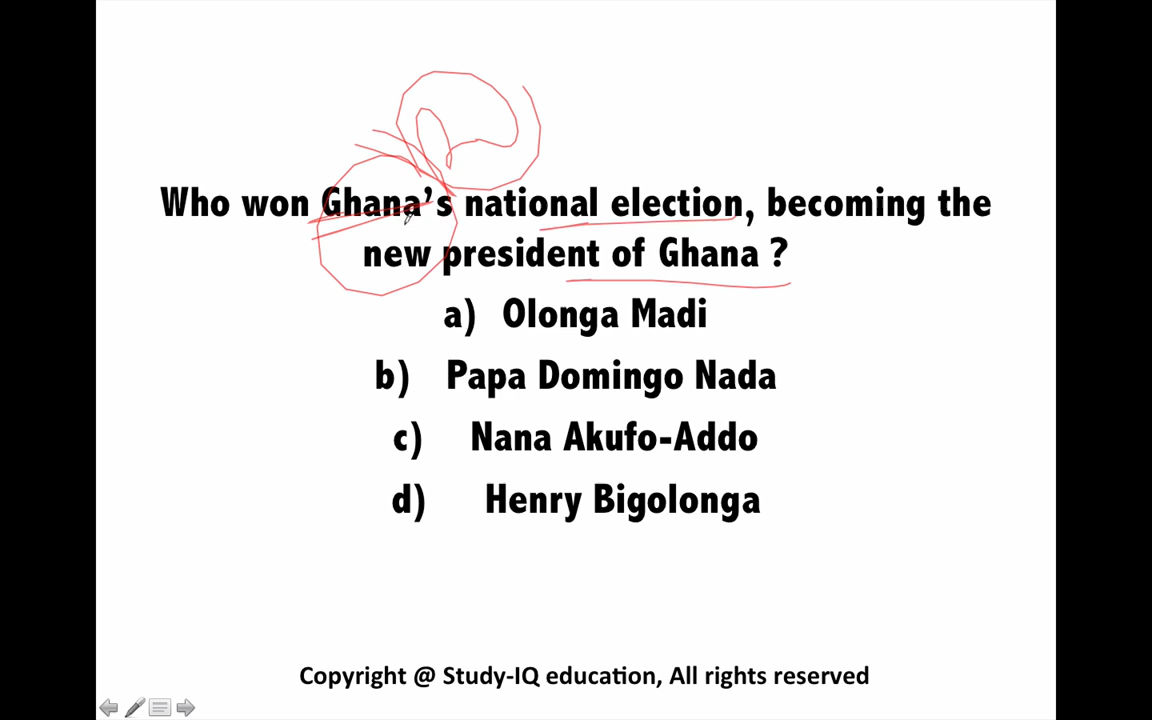 Who won Ghana's national election, becoming the
new president of Ghana ?
a) Olonga Madi
b) Papa Domingo Nada
c) Nana Akufo-Addo
d) Henry Bigolonga
Copyright @ Study-IQ education, All rights reserved